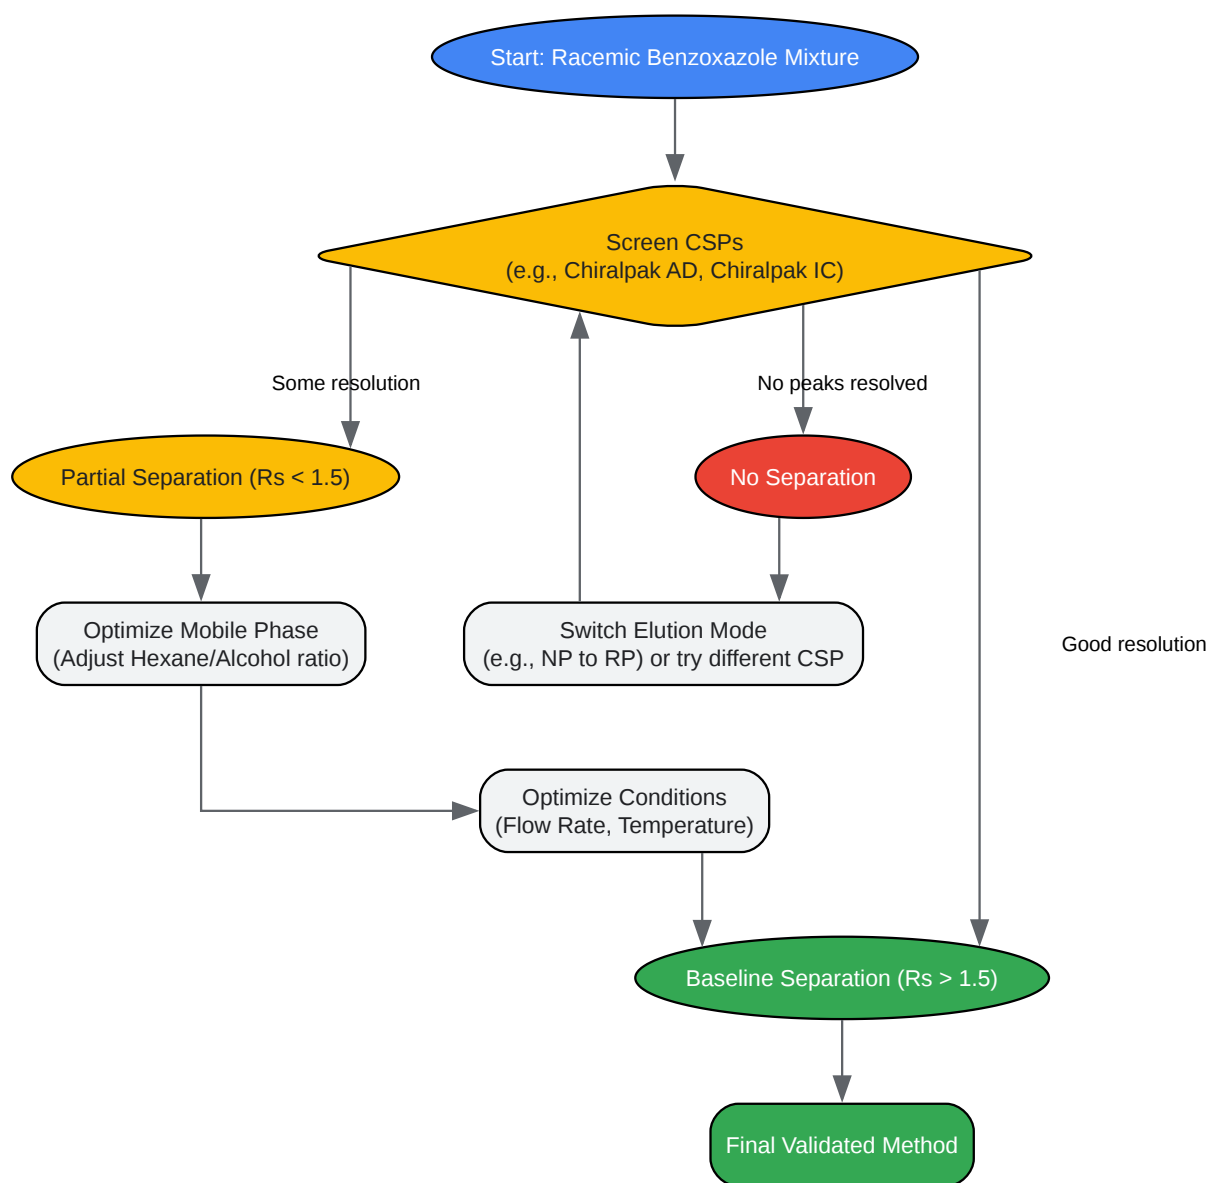 Start: Racemic Benzoxazole Mixture
Screen CSPs
(e.g., Chiralpak AD, Chiralpak IC)
Some resolution
No peaks resolved
Partial Separation (Rs < 1.5)
No Separation
Optimize Mobile Phase
(Adjust Hexane/Alcohol ratio)
Switch Elution Mode
(e.g., NP to RP) or try different CSP
Good resolution
Optimize Conditions
(Flow Rate, Temperature)
Baseline Separation (Rs > 1.5)
Final Validated Method